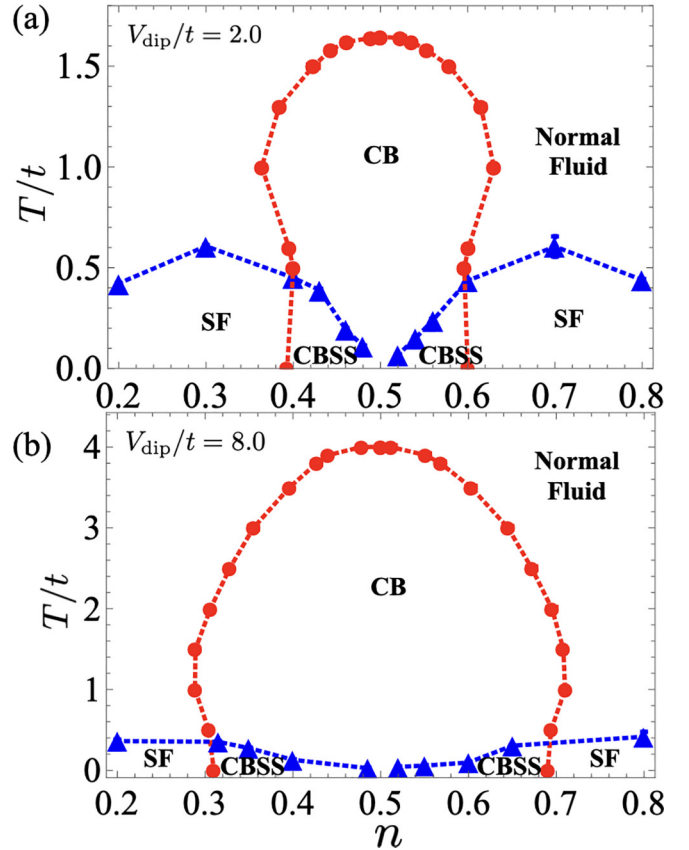 (a)
V_dip/t = 2.0
1.5
1.0
0.5
0.0
T/t
CB
Normal
Fluid
SF
CBSS
CBSS
SF
0.2 0.3 0.4 0.5 0.6 0.7 0.8
(b)
V_dip/t = 8.0
4
3
2
1
0
T/t
Normal
Fluid
CB
SF
CBSS
CBSS
SF
0.2 0.3 0.4 0.5 0.6 0.7 0.8
n